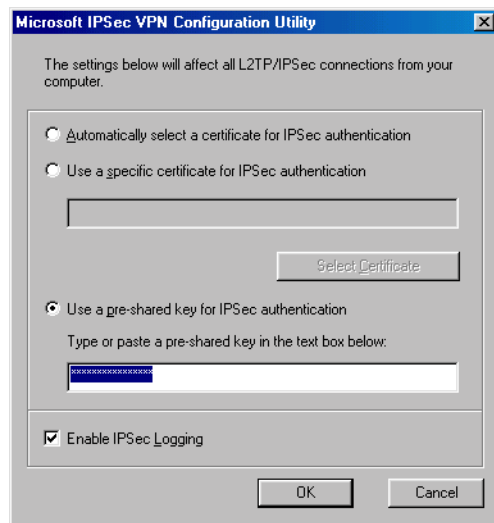 Microsoft IPSec VPN Configuration Utility
The settings below will affect all L2TP/IPSec connections from your
computer.
Automatically select a certificate for IPSec authentication
Use a specific certificate for IPSec authentication
Select Certificate
Use a pre-shared key for IPSec authentication
Type or paste a pre-shared key in the text box below:
****************
Enable IPSec Logging
OK
Cancel